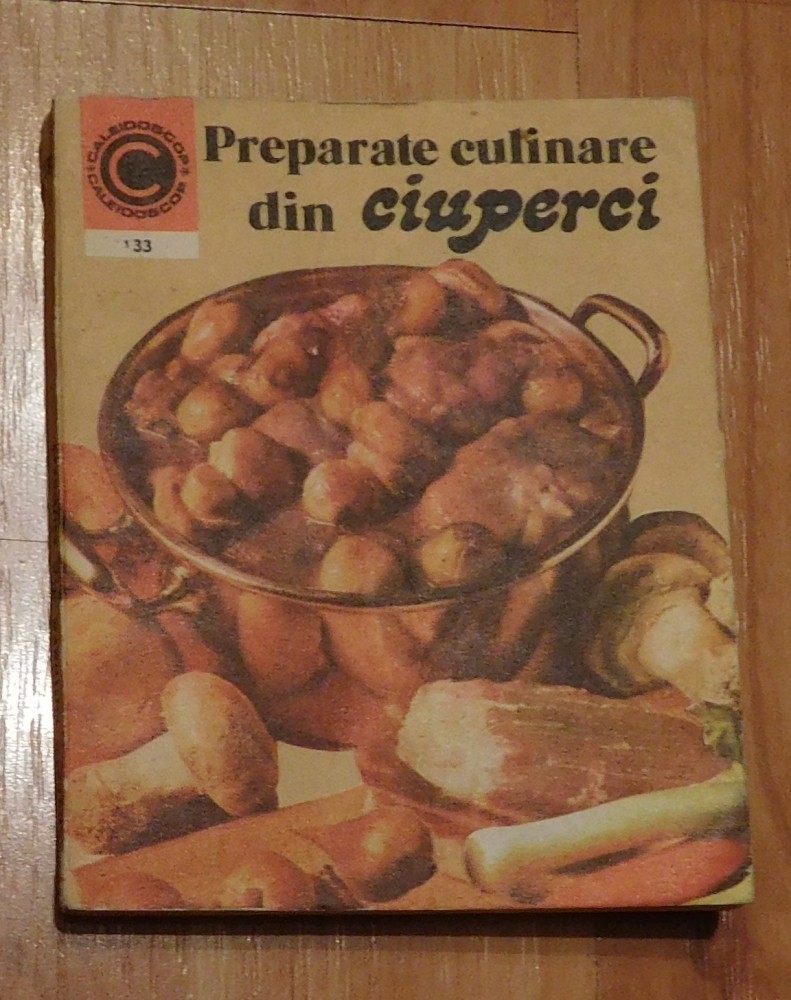 CALEIDOSCOP * CALEIDOSCOP *
C
133
Preparate culinare
din ciuperci